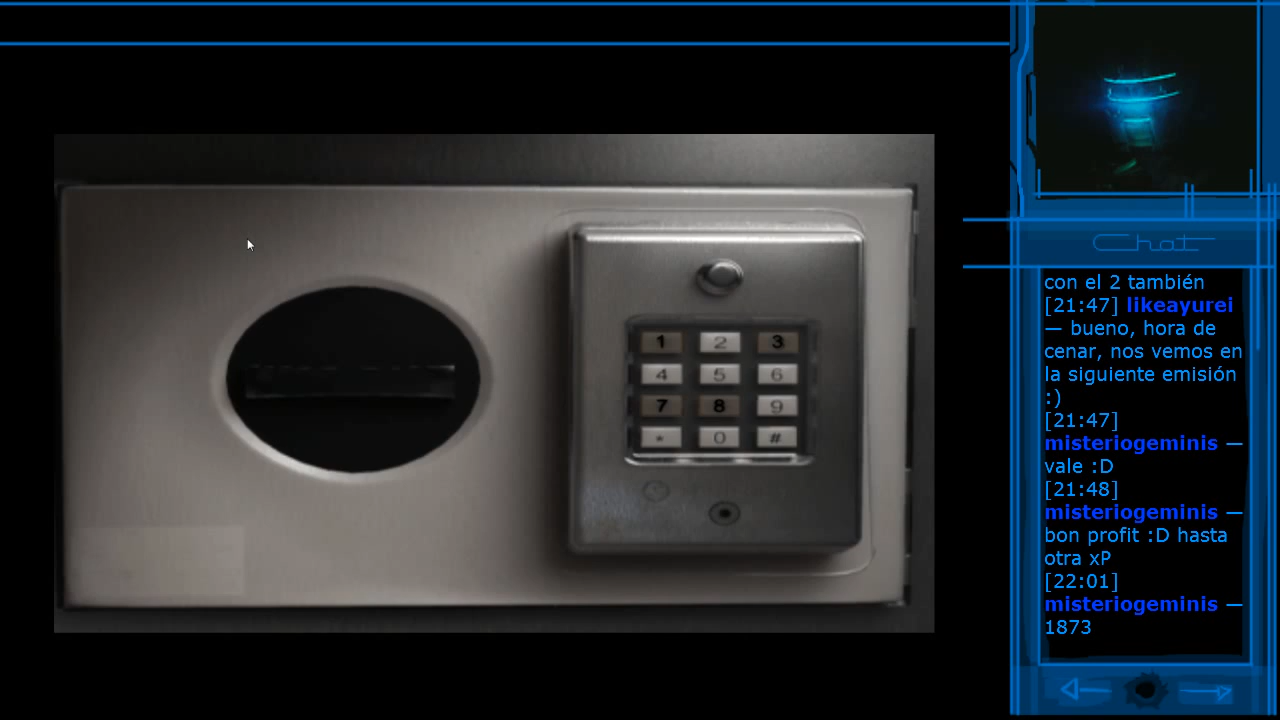 1 2 3
4 5 6
7 8 9
* 0 #
Chat
con el 2 también
[21:47] likeayurei
— bueno, hora de
cenar, nos vemos en
la siguiente emisión
:)
[21:47]
misteriogeminis —
vale :D
[21:48]
misteriogeminis —
bon profit :D hasta
otra xP
[22:01]
misteriogeminis —
1873